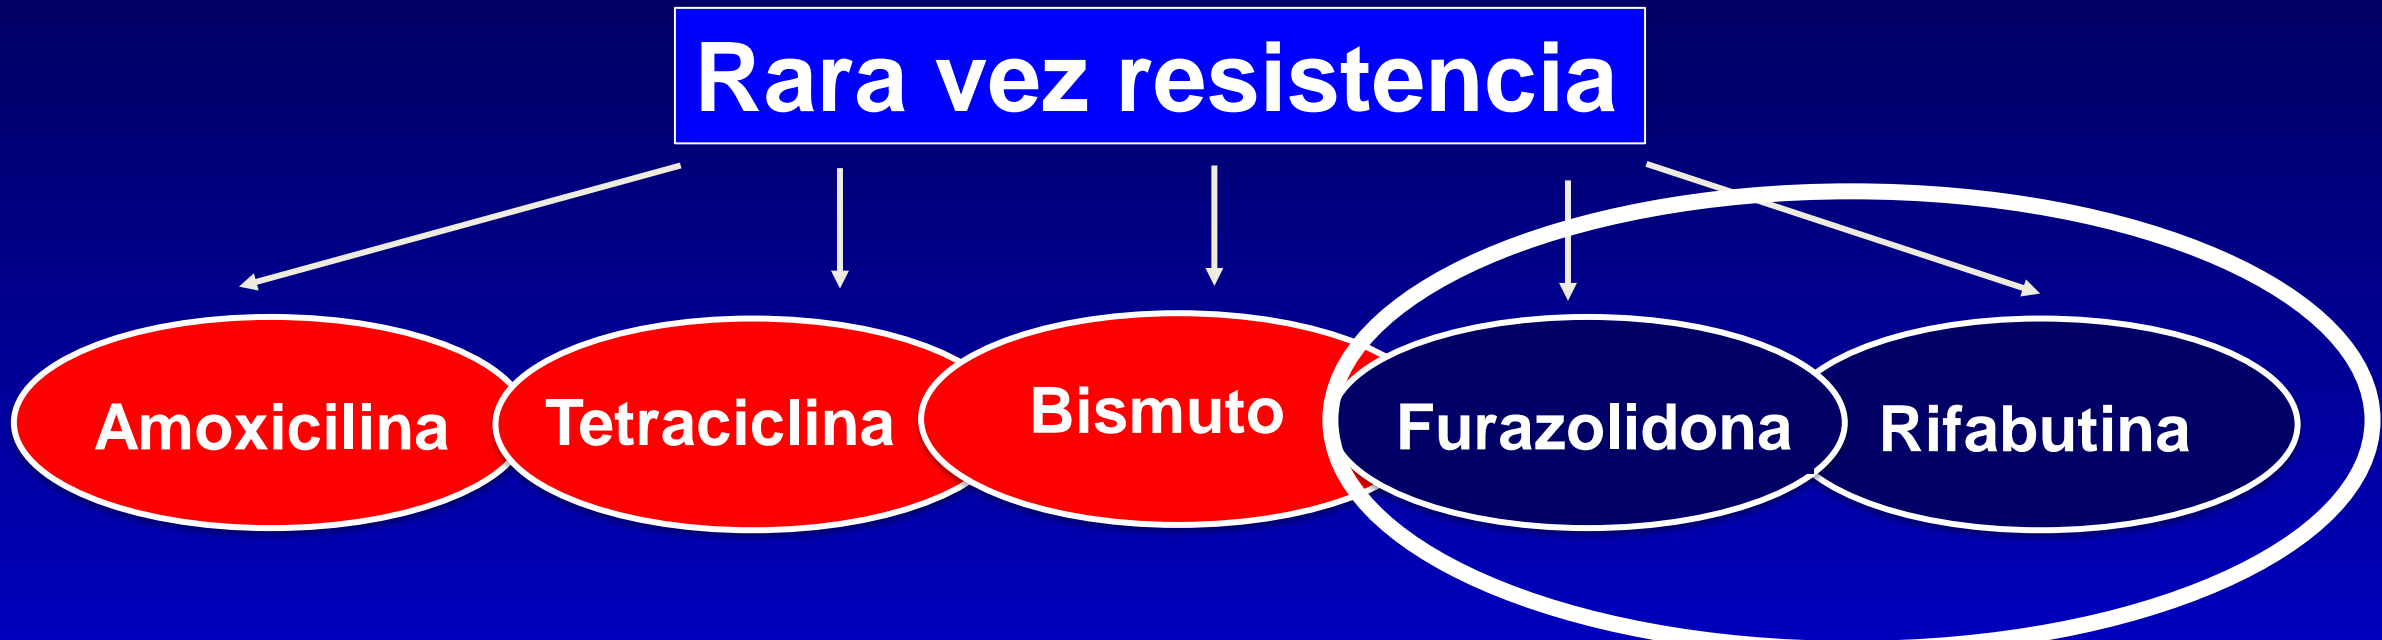 Rara vez resistencia
Amoxicilina
Tetraciclina
Bismuto
Furazolidona
Rifabutina